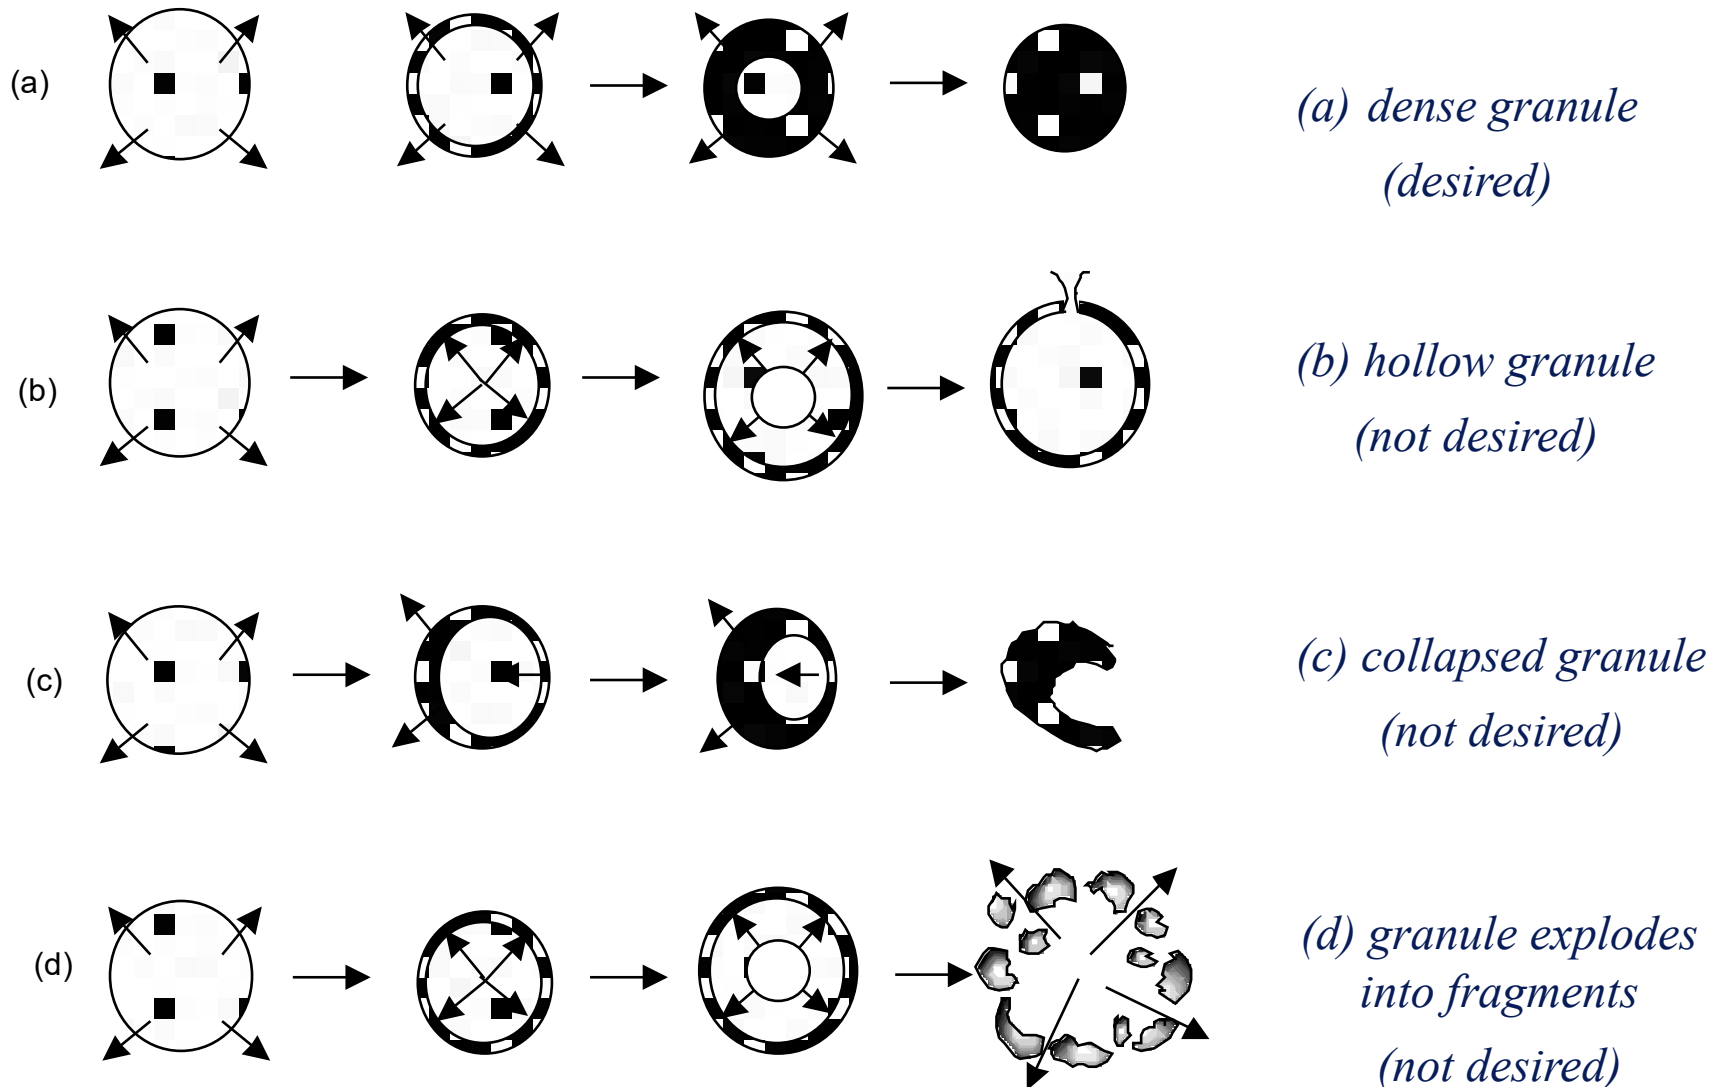 (a)
(a) dense granule
(desired)
(b)
(b) hollow granule
(not desired)
(c)
(c) collapsed granule
(not desired)
(d)
(d) granule explodes
into fragments
(not desired)